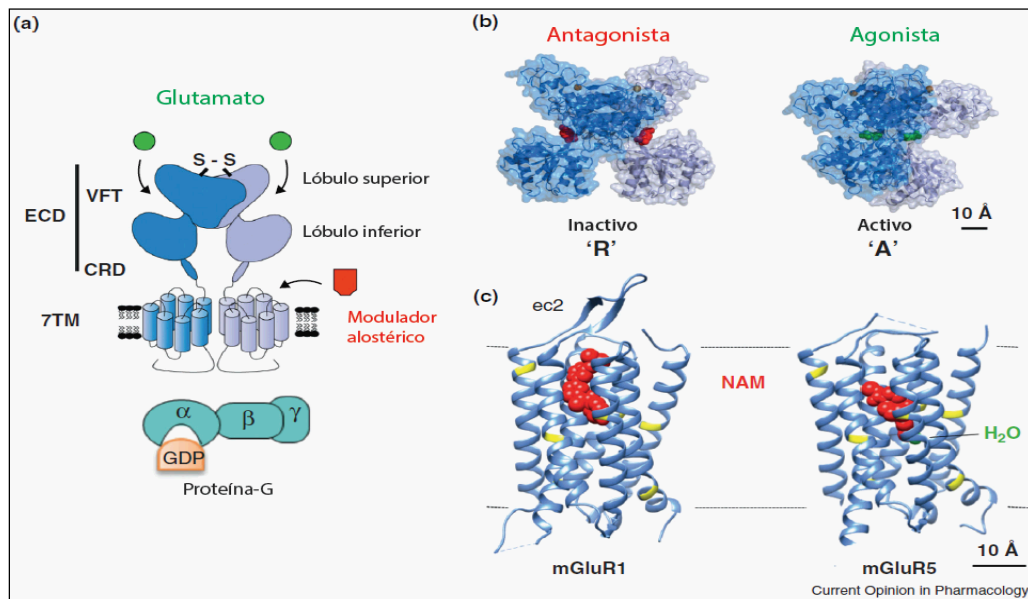 (a)
Glutamato
S - S
VFT
ECD
CRD
Lóbulo superior
Lóbulo inferior
7TM
Modulador
alostérico
α
β
γ
GDP
Proteína-G
(b)
Antagonista
Agonista
Inactivo
‘R’
Activo
‘A’
10 Å
(c)
ec2
NAM
H₂O
mGluR1
mGluR5
10 Å
Current Opinion in Pharmacology